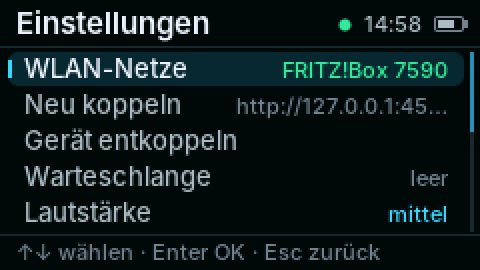 Einstellungen 14:58
WLAN-Netze FRITZ!Box 7590
Neu koppeln http://127.0.0.1:45...
Gerät entkoppeln
Warteschlange leer
Lautstärke mittel
↑↓ wählen · Enter OK · Esc zurück